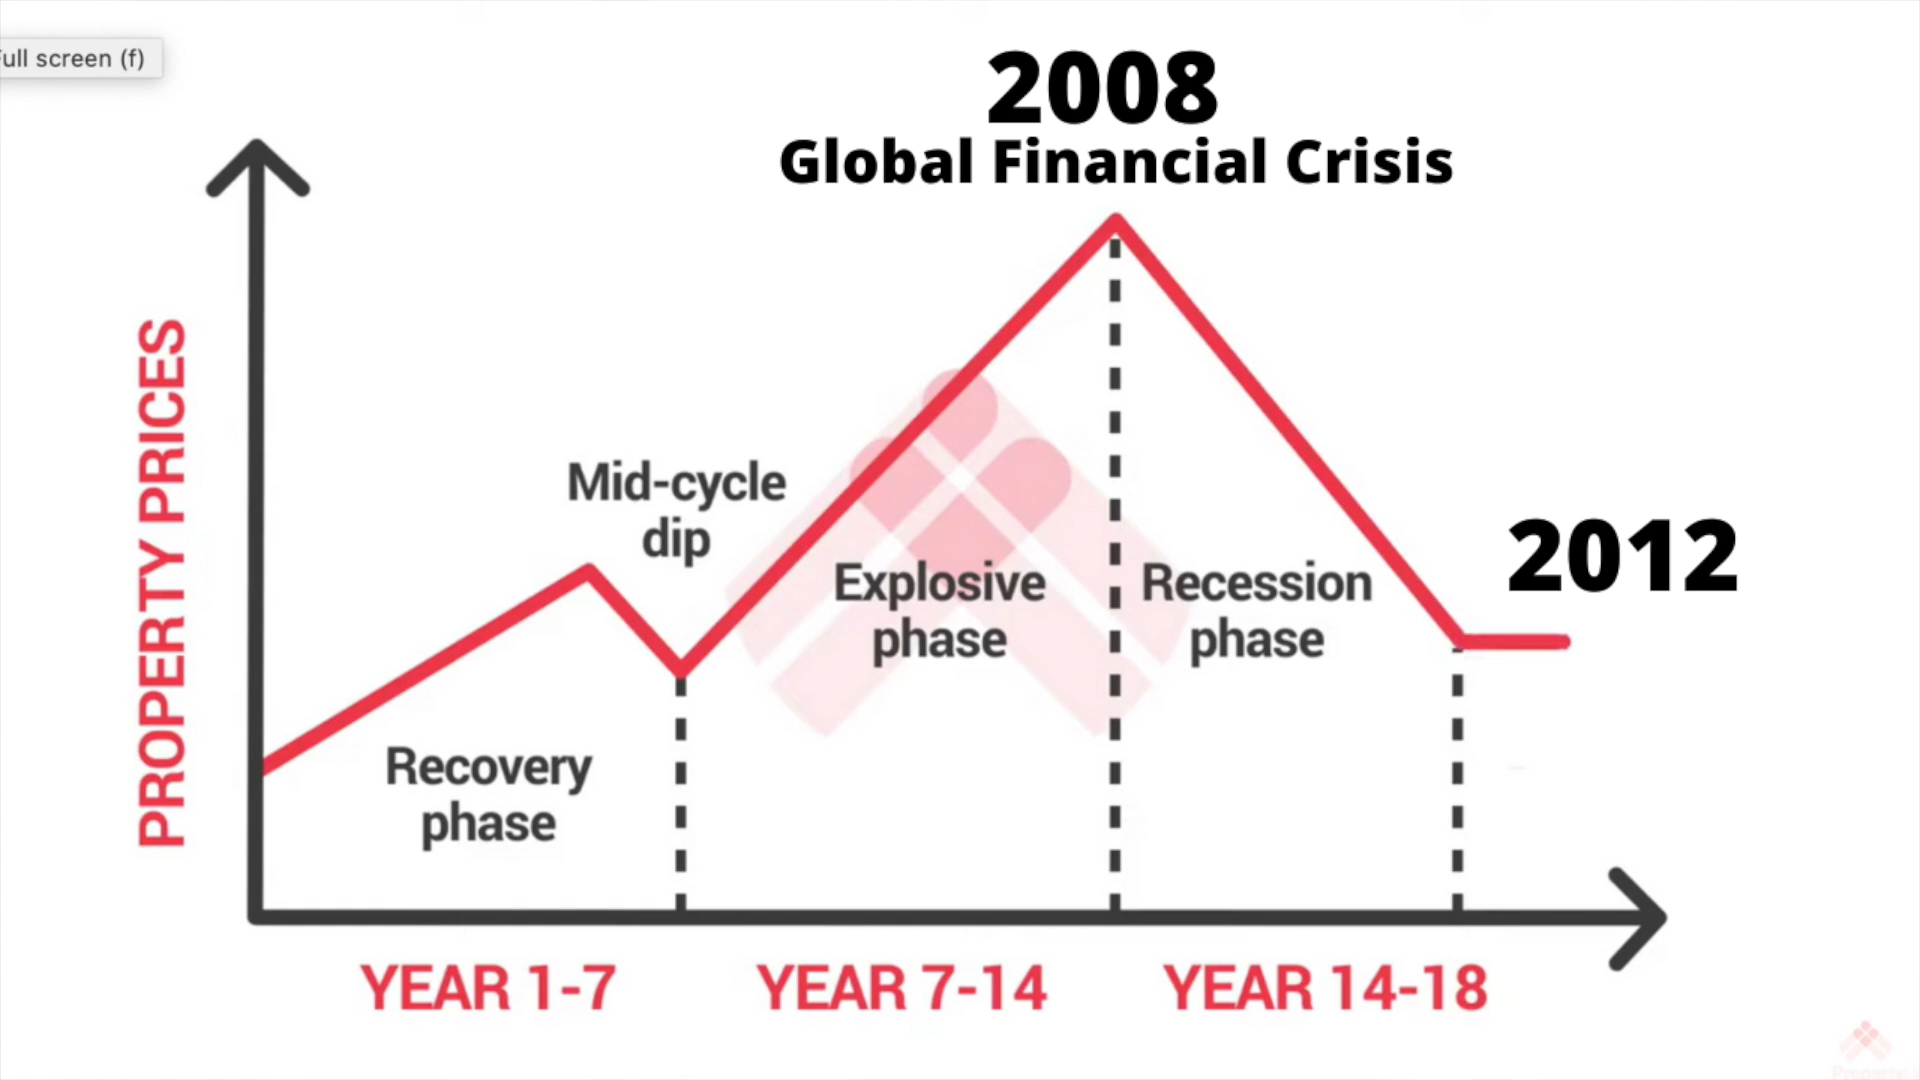 ull screen (f)
2008
Global Financial Crisis
PROPERTY PRICES
Mid-cycle
dip
Explosive
phase
Recession
phase
2012
Recovery
phase
YEAR 1-7
YEAR 7-14
YEAR 14-18